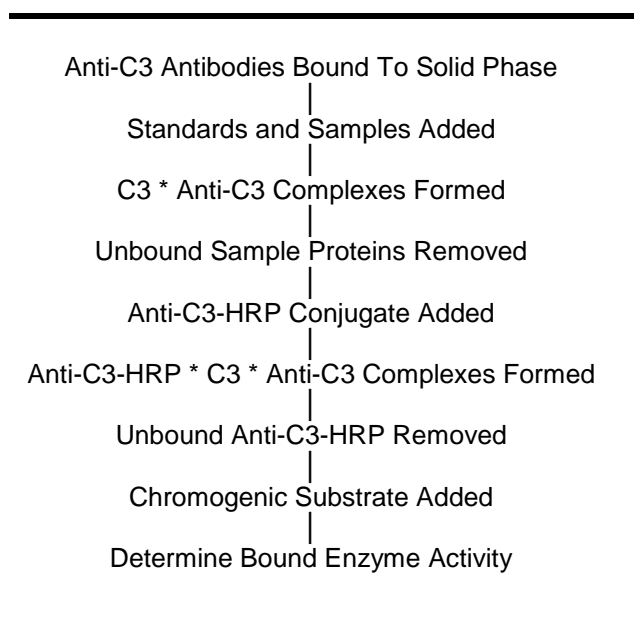 Anti-C3 Antibodies Bound To Solid Phase
Standards and Samples Added
C3 * Anti-C3 Complexes Formed
Unbound Sample Proteins Removed
Anti-C3-HRP Conjugate Added
Anti-C3-HRP * C3 * Anti-C3 Complexes Formed
Unbound Anti-C3-HRP Removed
Chromogenic Substrate Added
Determine Bound Enzyme Activity